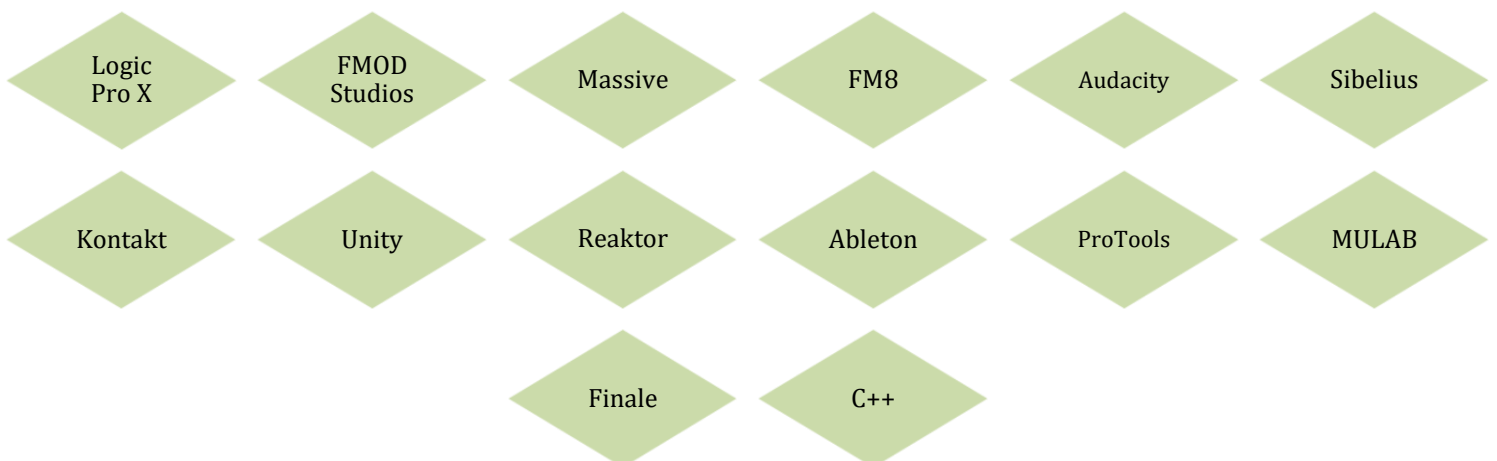 Logic
Pro X
FMOD
Studios
Massive
FM8
Audacity
Sibelius
Kontakt
Unity
Reaktor
Ableton
ProTools
MULAB
Finale
C++